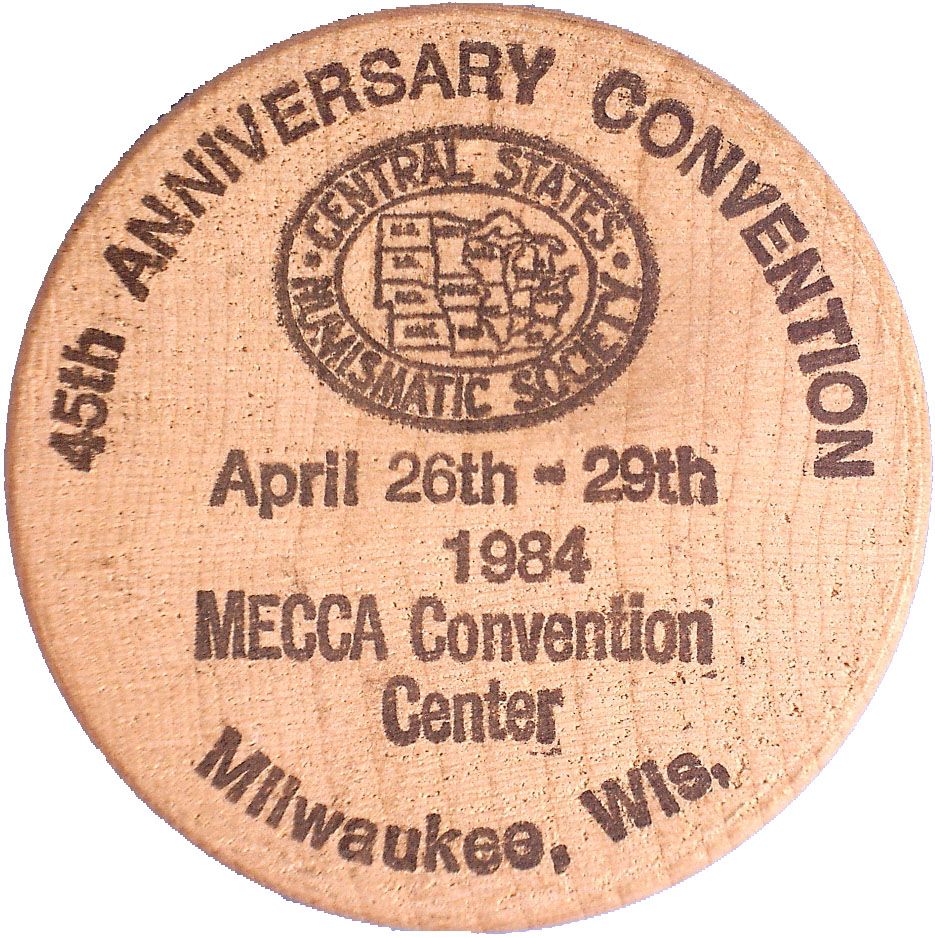 45th ANNIVERSARY CONVENTION
CENTRAL STATES
NUMISMATIC SOCIETY
April 26th - 29th
1984
MECCA Convention
Center
Milwaukee, Wis.